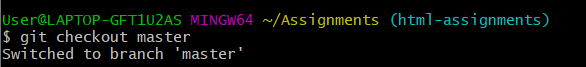 User@LAPTOP-GFT1U2AS MINGW64 ~/Assignments (html-assignments)
$ git checkout master
Switched to branch 'master'